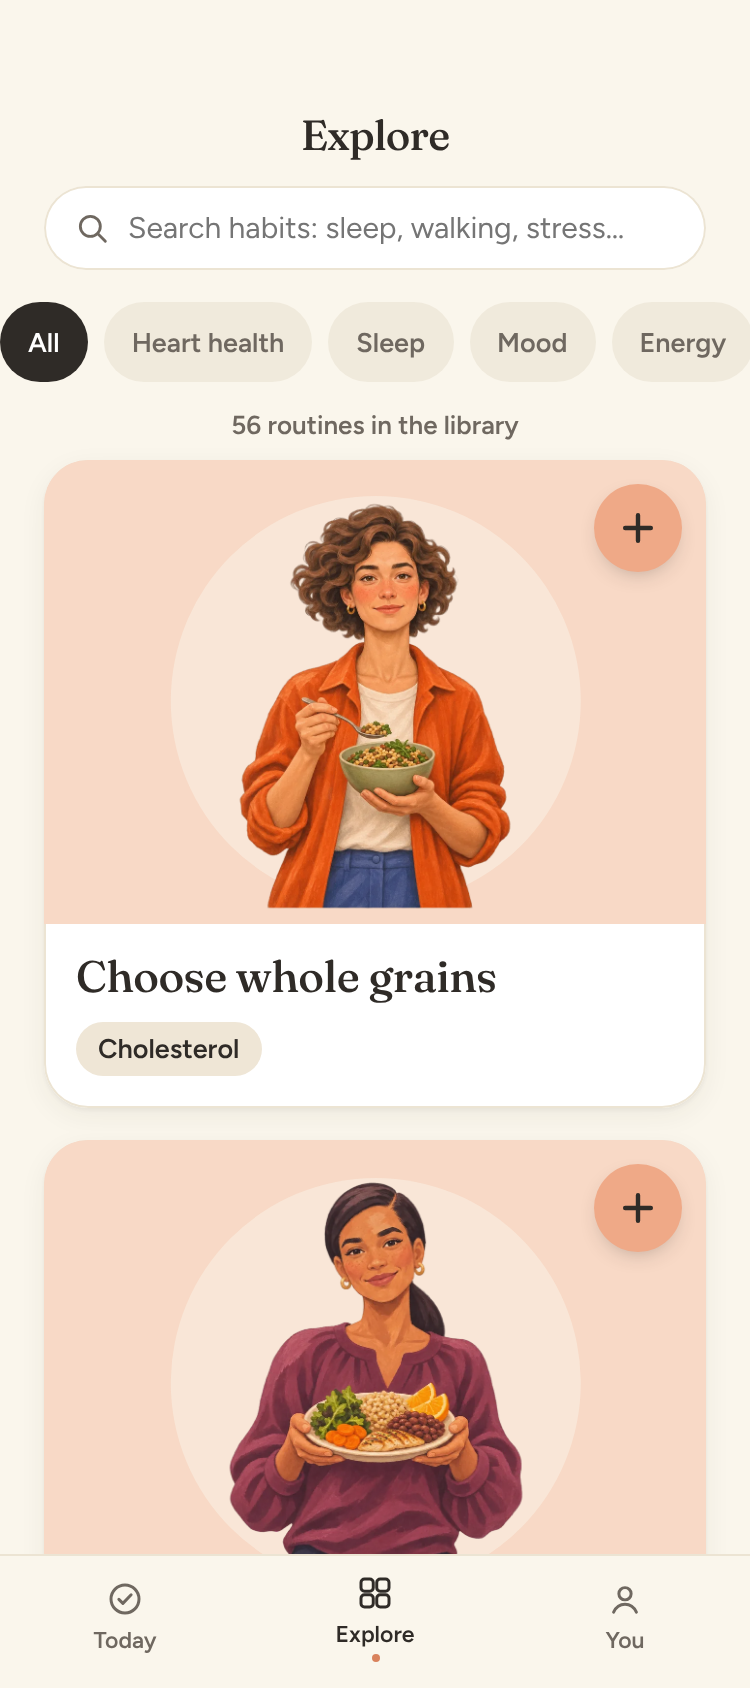 Explore
Search habits: sleep, walking, stress...
All
Heart health
Sleep
Mood
Energy
56 routines in the library
Choose whole grains
Cholesterol
Today
Explore
You